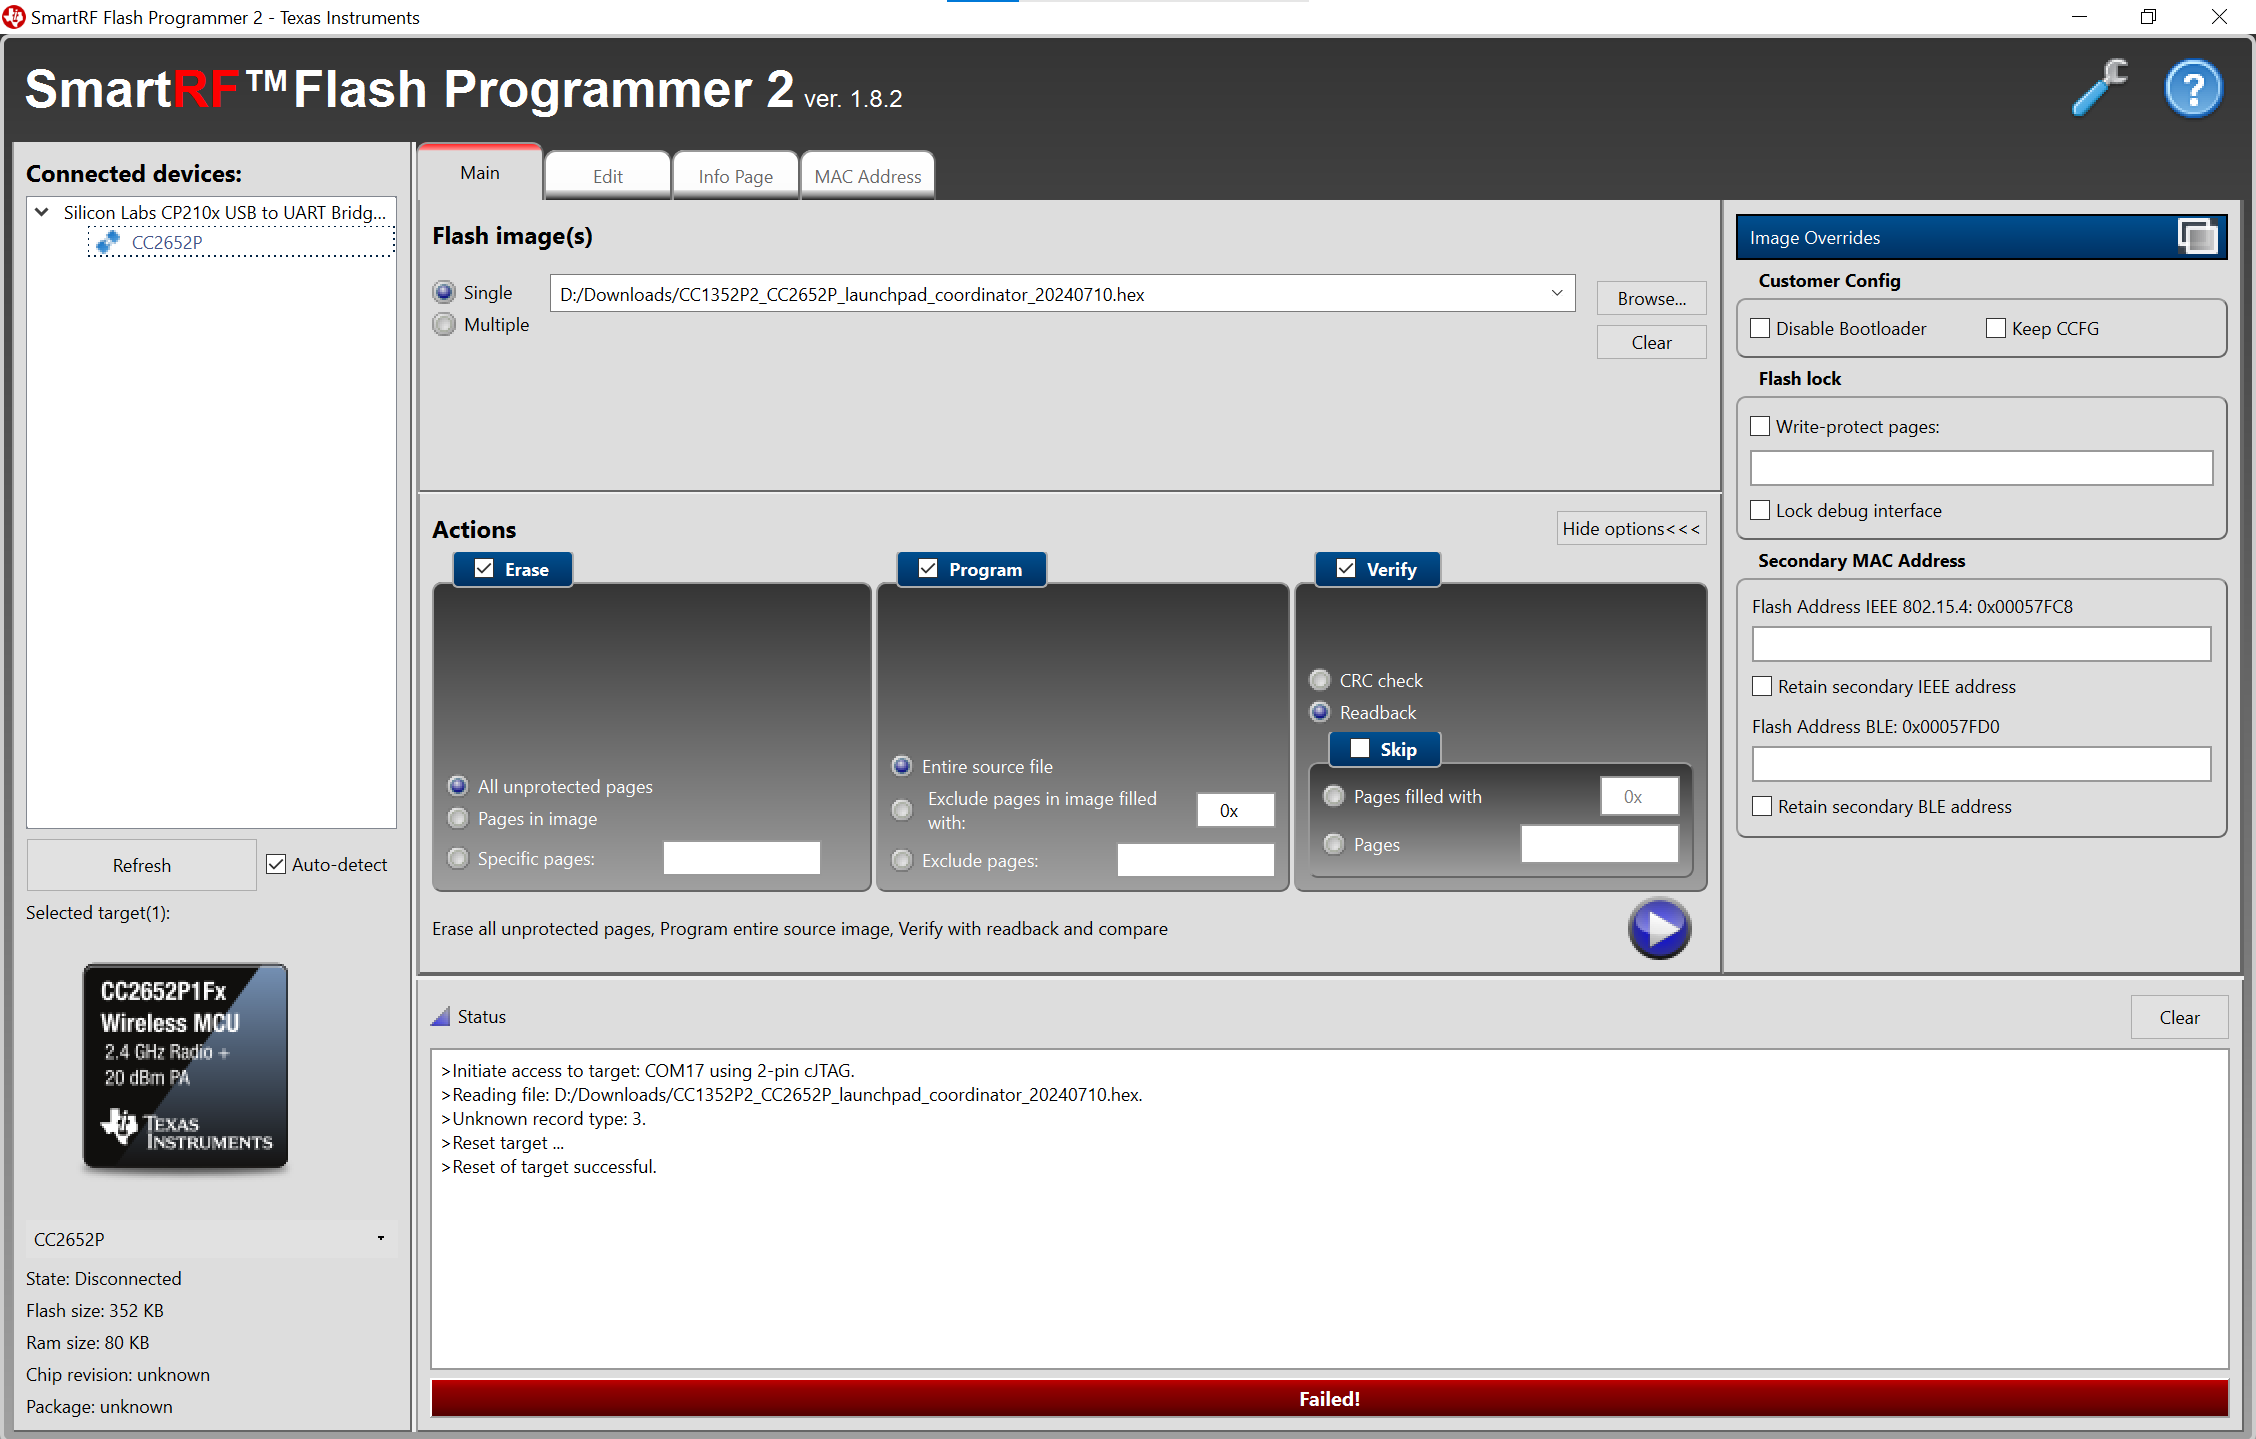 SmartRF Flash Programmer 2 - Texas Instruments
SmartRF™Flash Programmer 2 ver. 1.8.2
Connected devices:
Silicon Labs CP210x USB to UART Bridg...
CC2652P
Refresh
Auto-detect
Selected target(1):
CC2652P1Fx
Wireless MCU
2.4 GHz Radio +
20 dBm PA
TEXAS
INSTRUMENTS
CC2652P
State: Disconnected
Flash size: 352 KB
Ram size: 80 KB
Chip revision: unknown
Package: unknown
Main
Edit
Info Page
MAC Address
Flash image(s)
Single
D:/Downloads/CC1352P2_CC2652P_launchpad_coordinator_20240710.hex
Browse...
Multiple
Clear
Actions
Hide options<<<
Erase
All unprotected pages
Pages in image
Specific pages:
Program
Entire source file
Exclude pages in image filled
with:
0x
Exclude pages:
Verify
CRC check
Readback
Skip
Pages filled with
0x
Pages
Erase all unprotected pages, Program entire source image, Verify with readback and compare
Image Overrides
Customer Config
Disable Bootloader
Keep CCFG
Flash lock
Write-protect pages:
Lock debug interface
Secondary MAC Address
Flash Address IEEE 802.15.4: 0x00057FC8
Retain secondary IEEE address
Flash Address BLE: 0x00057FD0
Retain secondary BLE address
Status
Clear
>Initiate access to target: COM17 using 2-pin cJTAG.
>Reading file: D:/Downloads/CC1352P2_CC2652P_launchpad_coordinator_20240710.hex.
>Unknown record type: 3.
>Reset target ...
>Reset of target successful.
Failed!